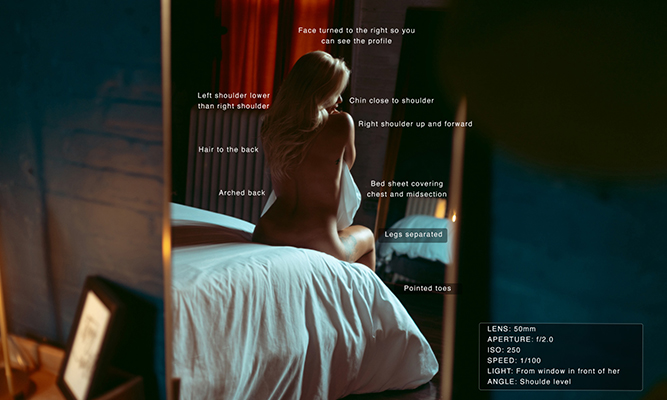 Face turned to the right so you
can see the profile
Left shoulder lower
than right shoulder
Chin close to shoulder
Right shoulder up and forward
Hair to the back
Bed sheet covering
chest and midsection
Arched back
Legs separated
Pointed toes
LENS: 50mm
APERTURE: f/2.0
ISO: 250
SPEED: 1/100
LIGHT: From window in front of her
ANGLE: Shoulde level